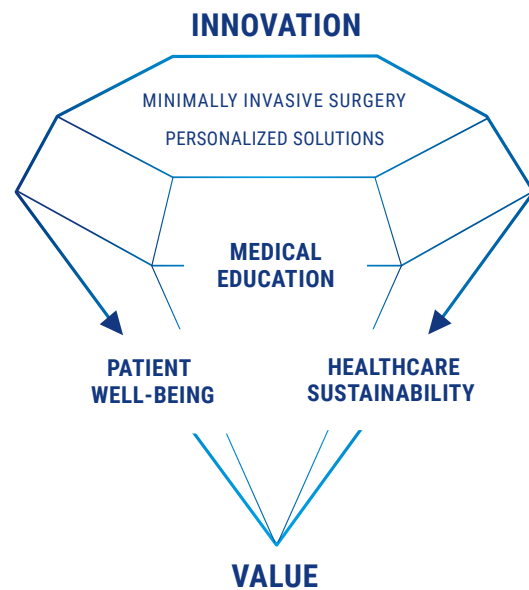 INNOVATION
MINIMALLY INVASIVE SURGERY
PERSONALIZED SOLUTIONS
MEDICAL
EDUCATION
PATIENT
WELL-BEING
HEALTHCARE
SUSTAINABILITY
VALUE